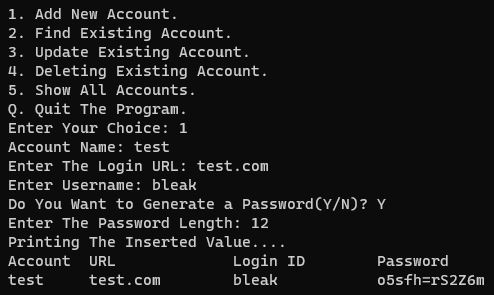 1. Add New Account.
2. Find Existing Account.
3. Update Existing Account.
4. Deleting Existing Account.
5. Show All Accounts.
Q. Quit The Program.
Enter Your Choice: 1
Account Name: test
Enter The Login URL: test.com
Enter Username: bleak
Do You Want to Generate a Password(Y/N)? Y
Enter The Password Length: 12
Printing The Inserted Value....
Account  URL             Login ID        Password
test     test.com        bleak           o5sfh=rS2Z6m